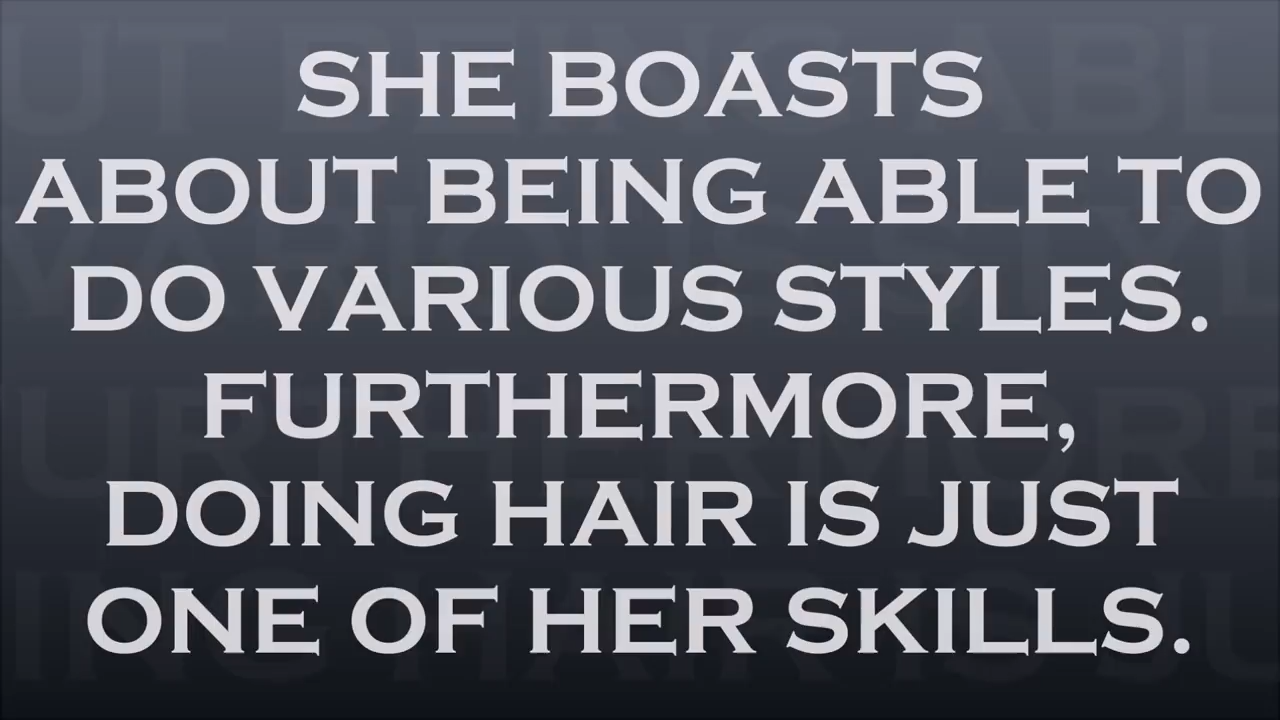 SHE BOASTS
ABOUT BEING ABLE TO
DO VARIOUS STYLES.
FURTHERMORE,
DOING HAIR IS JUST
ONE OF HER SKILLS.